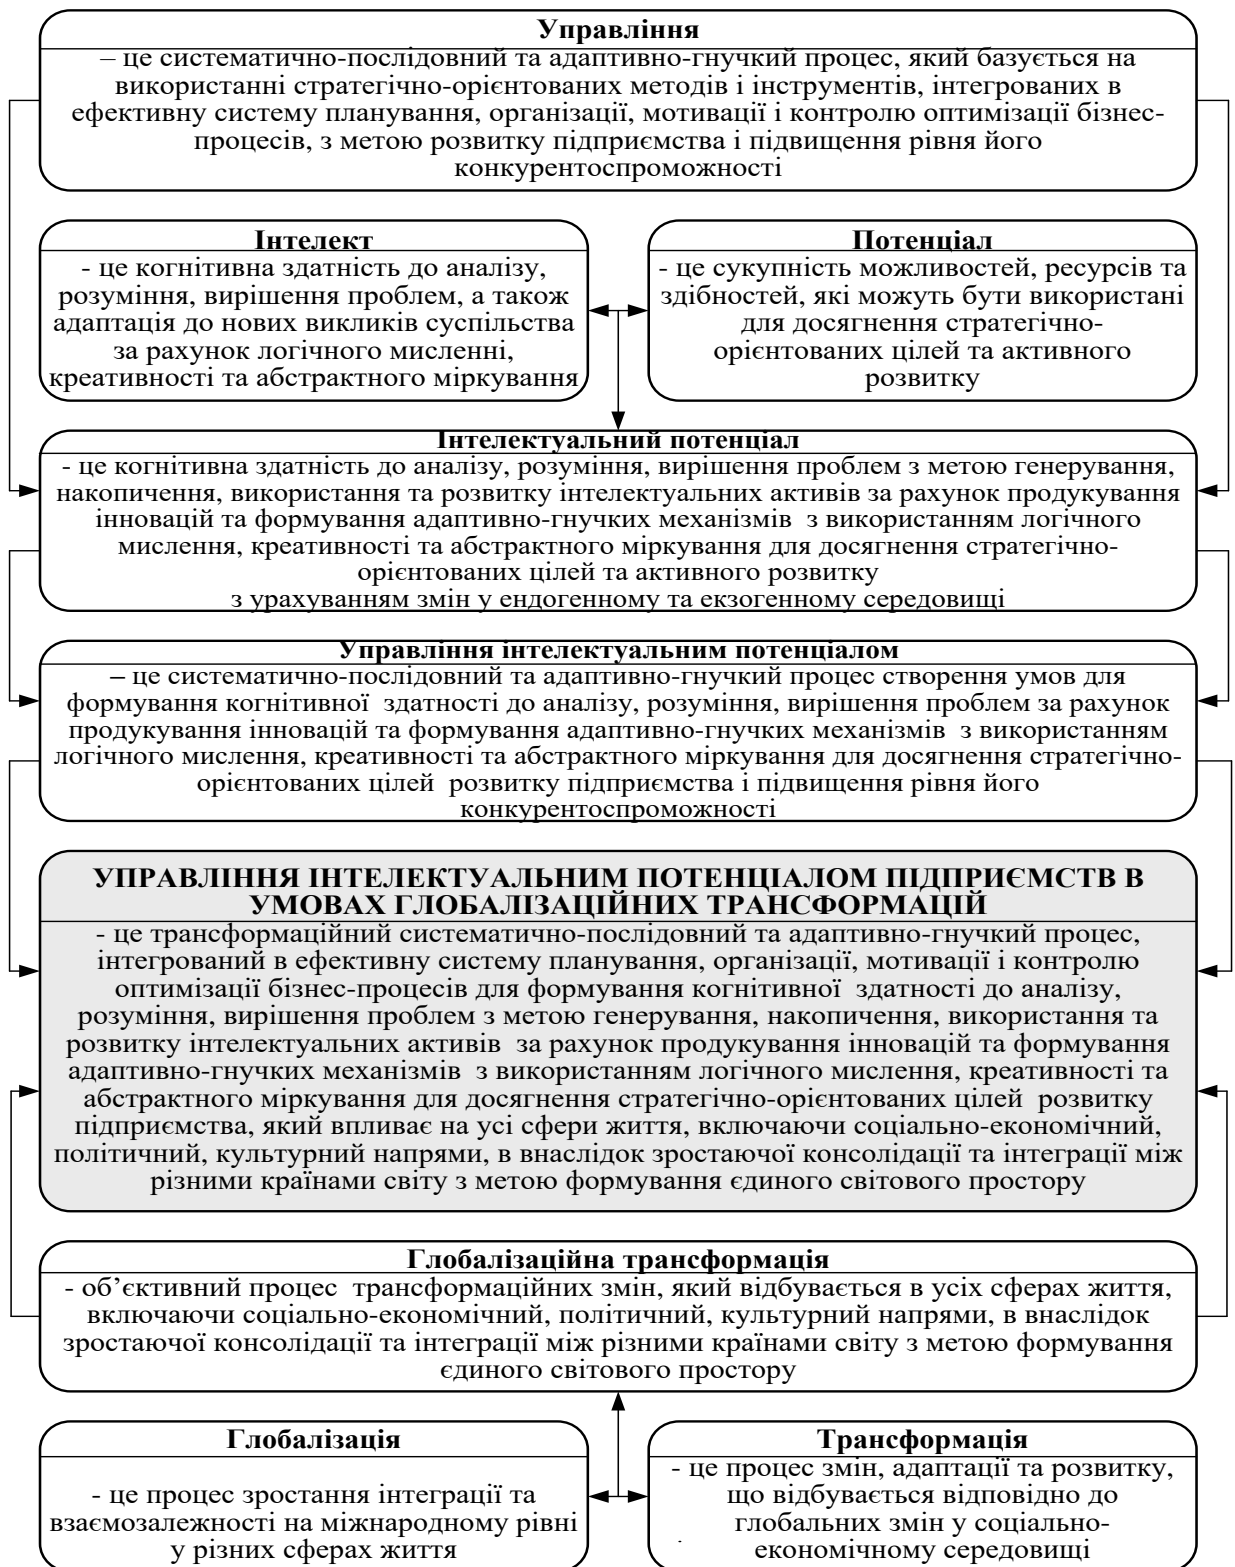 Управління
– це систематично-послідовний та адаптивно-гнучкий процес, який базується на
використанні стратегічно-орієнтованих методів і інструментів, інтегрованих в
ефективну систему планування, організації, мотивації і контролю оптимізації бізнес-
процесів, з метою розвитку підприємства і підвищення рівня його
конкурентоспроможності
Інтелект
- це когнітивна здатність до аналізу,
розуміння, вирішення проблем, а також
адаптація до нових викликів суспільства
за рахунок логічного мисленні,
креативності та абстрактного міркування
Потенціал
- це сукупність можливостей, ресурсів та
здібностей, які можуть бути використані
для досягнення стратегічно-
орієнтованих цілей та активного
розвитку
Інтелектуальний потенціал
- це когнітивна здатність до аналізу, розуміння, вирішення проблем з метою генерування,
накопичення, використання та розвитку інтелектуальних активів за рахунок продукування
інновацій та формування адаптивно-гнучких механізмів з використанням логічного
мислення, креативності та абстрактного міркування для досягнення стратегічно-
орієнтованих цілей та активного розвитку
з урахуванням змін у ендогенному та екзогенному середовищі
Управління інтелектуальним потенціалом
– це систематично-послідовний та адаптивно-гнучкий процес створення умов для
формування когнітивної здатності до аналізу, розуміння, вирішення проблем за рахунок
продукування інновацій та формування адаптивно-гнучких механізмів з використанням
логічного мислення, креативності та абстрактного міркування для досягнення стратегічно-
орієнтованих цілей розвитку підприємства і підвищення рівня його
конкурентоспроможності
УПРАВЛІННЯ ІНТЕЛЕКТУАЛЬНИМ ПОТЕНЦІАЛОМ ПІДПРИЄМСТВ В
УМОВАХ ГЛОБАЛІЗАЦІЙНИХ ТРАНСФОРМАЦІЙ
- це трансформаційний систематично-послідовний та адаптивно-гнучкий процес,
інтегрований в ефективну систему планування, організації, мотивації і контролю
оптимізації бізнес-процесів для формування когнітивної здатності до аналізу,
розуміння, вирішення проблем з метою генерування, накопичення, використання та
розвитку інтелектуальних активів за рахунок продукування інновацій та формування
адаптивно-гнучких механізмів з використанням логічного мислення, креативності та
абстрактного міркування для досягнення стратегічно-орієнтованих цілей розвитку
підприємства, який впливає на усі сфери життя, включаючи соціально-економічний,
політичний, культурний напрями, в внаслідок зростаючої консолідації та інтеграції між
різними країнами світу з метою формування єдиного світового простору
Глобалізаційна трансформація
- об’єктивний процес трансформаційних змін, який відбувається в усіх сферах життя,
включаючи соціально-економічний, політичний, культурний напрями, в внаслідок
зростаючої консолідації та інтеграції між різними країнами світу з метою формування
єдиного світового простору
Глобалізація
- це процес зростання інтеграції та
взаємозалежності на міжнародному рівні
у різних сферах життя
Трансформація
- це процес змін, адаптації та розвитку,
що відбувається відповідно до
глобальних змін у соціально-
економічному середовищі